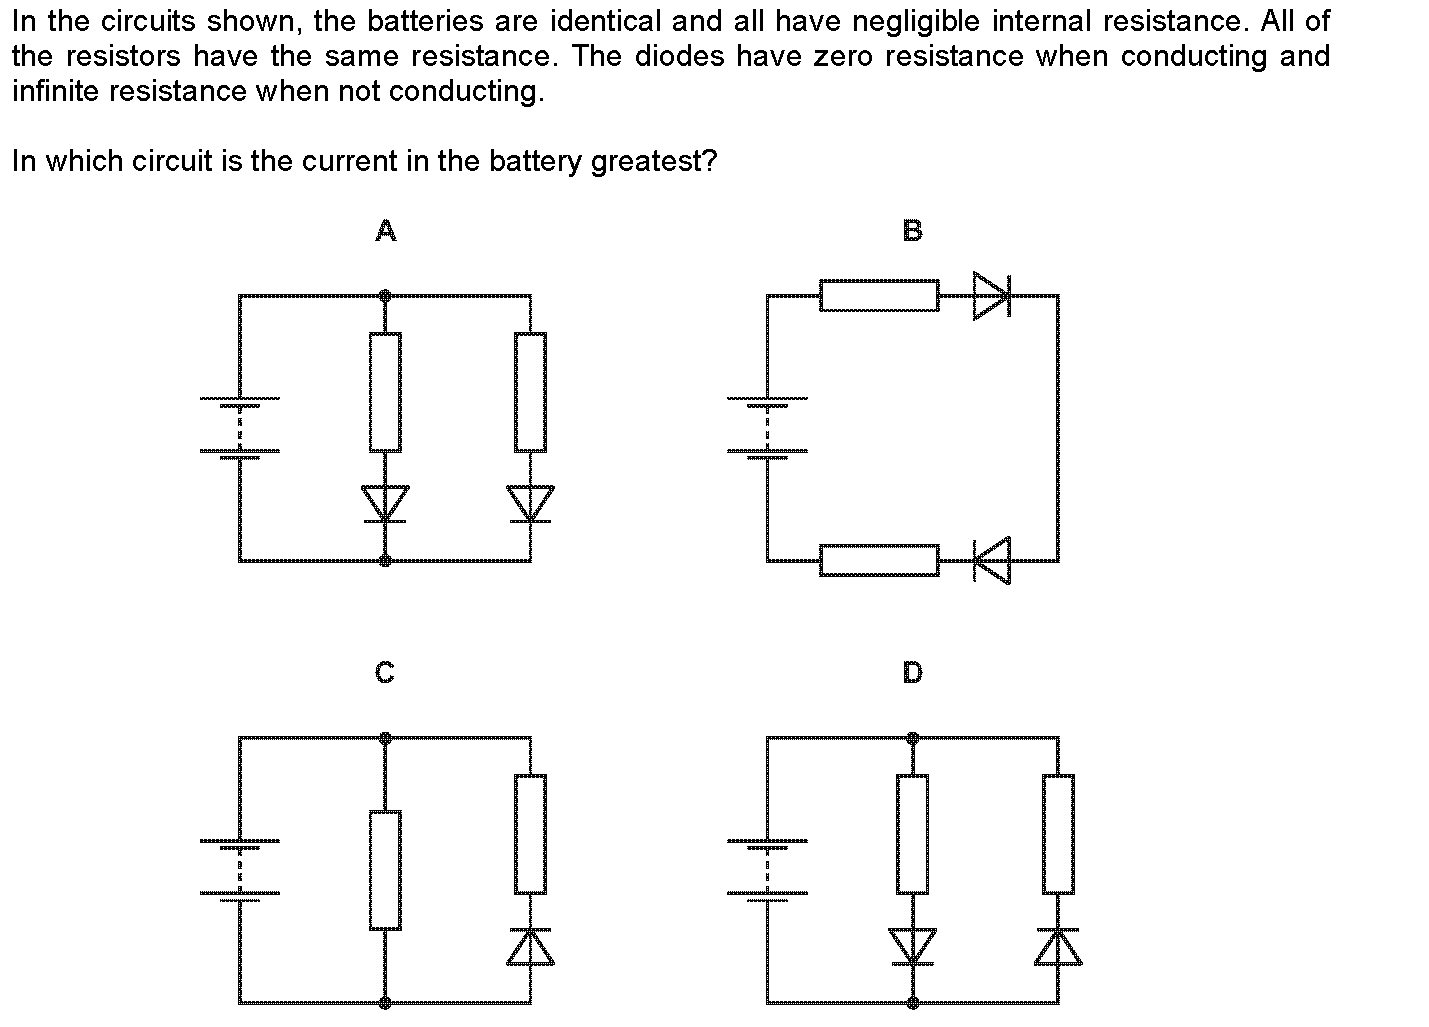 In the circuits shown, the batteries are identical and all have negligible internal resistance. All of
the resistors have the same resistance. The diodes have zero resistance when conducting and
infinite resistance when not conducting.
In which circuit is the current in the battery greatest?
A
B
C
D